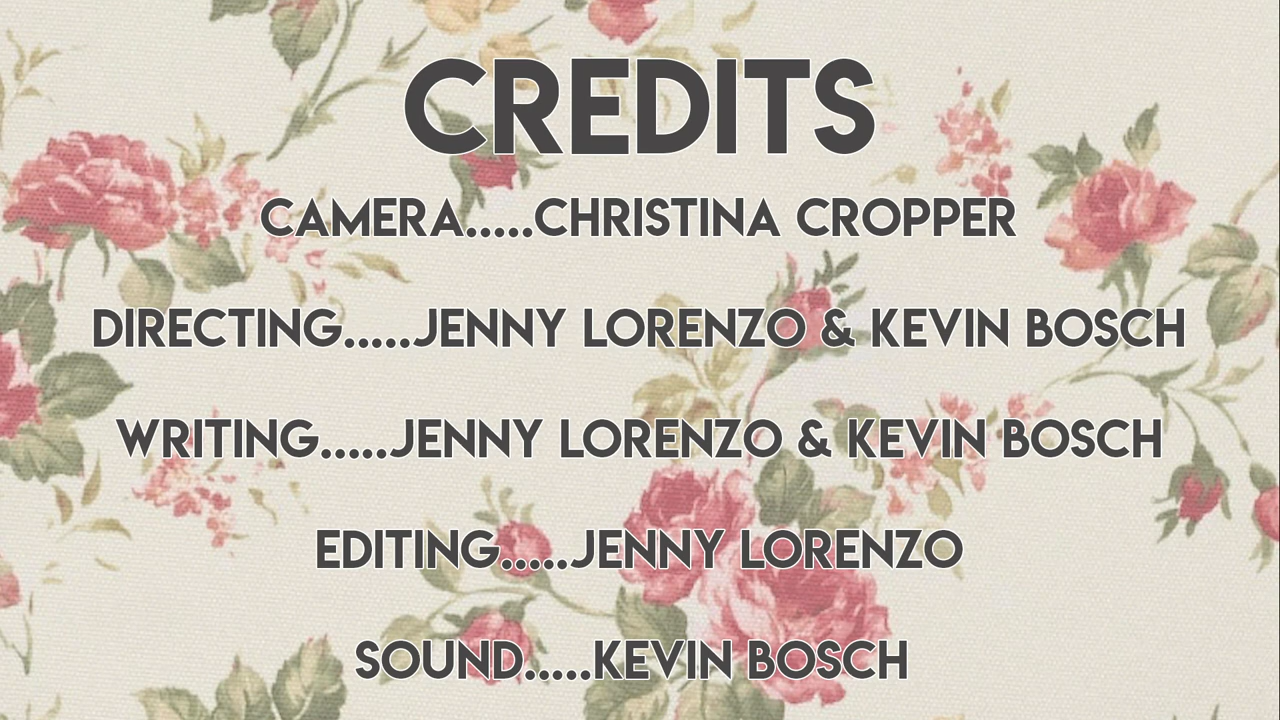 CREDITS
CAMERA.....CHRISTINA CROPPER
DIRECTING.....JENNY LORENZO & KEVIN BOSCH
WRITING.....JENNY LORENZO & KEVIN BOSCH
EDITING.....JENNY LORENZO
SOUND.....KEVIN BOSCH